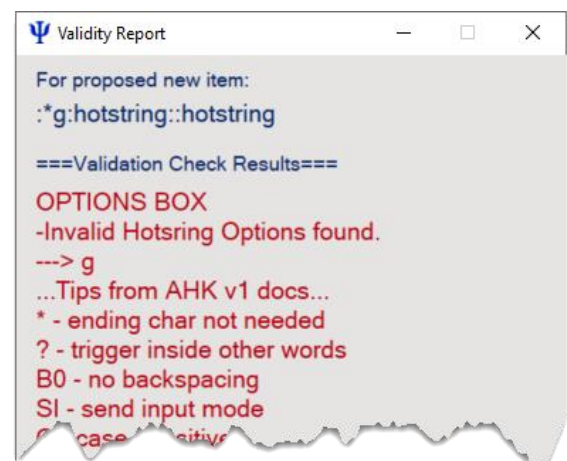 Ψ Validity Report
For proposed new item:
:*g:hotstring::hotstring
===Validation Check Results===
OPTIONS BOX
-Invalid Hotsring Options found.
---> g
...Tips from AHK v1 docs...
* - ending char not needed
? - trigger inside other words
B0 - no backspacing
SI - send input mode
case